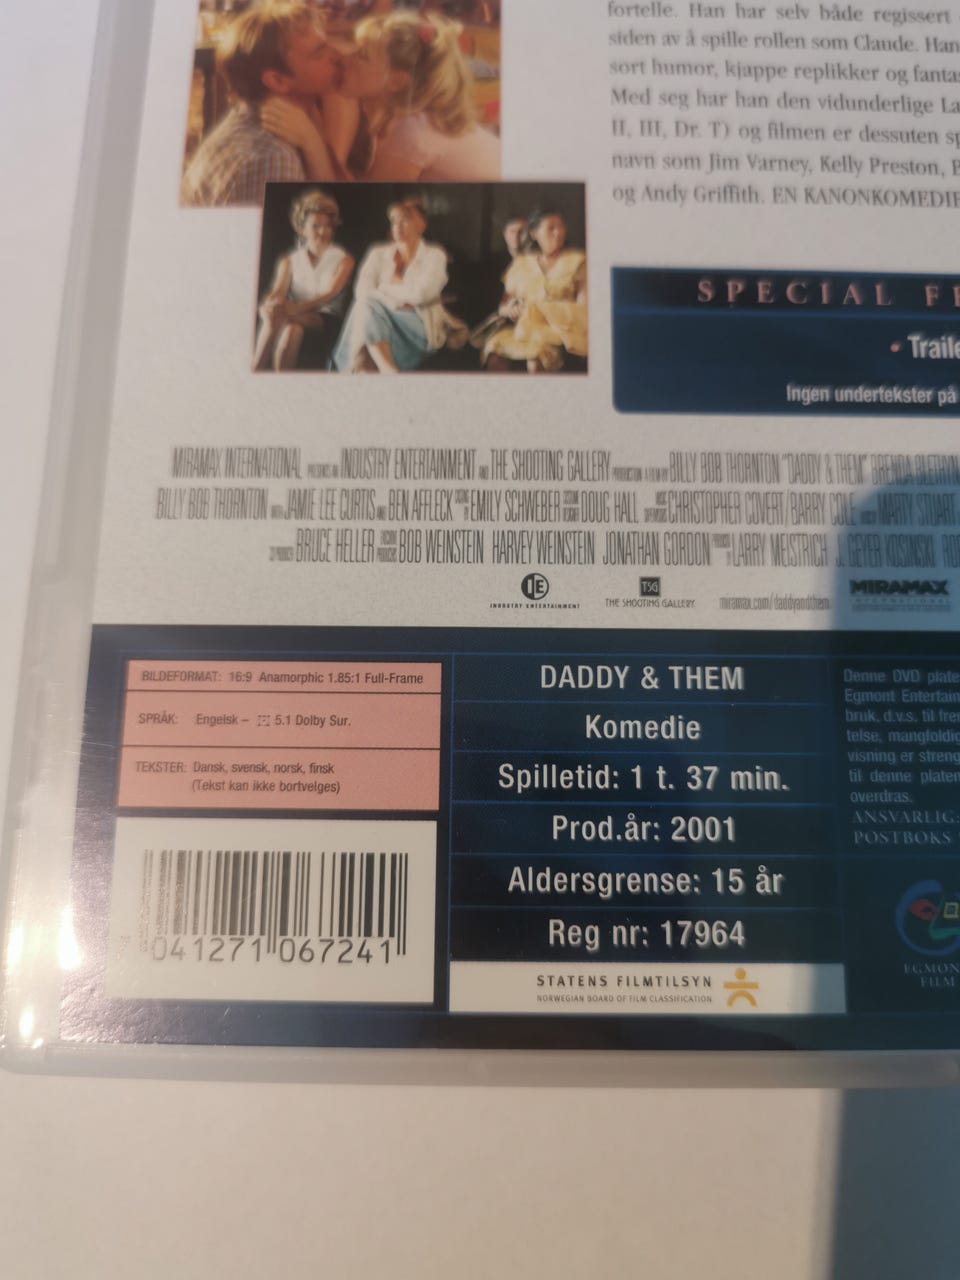 fortelle. Han har selv både regissert
siden av å spille rollen som Claude. Han
sort humor, kjappe replikker og fantas
Med seg har han den vidunderlige La
II, III, Dr. T) og filmen er dessuten sp
navn som Jim Varney, Kelly Preston, B
og Andy Griffith. EN KANONKOMEDIE
SPECIAL FE
• Traile
Ingen undertekster på
MIRAMAX INTERNATIONAL PRESENTS AN INDUSTRY ENTERTAINMENT AND THE SHOOTING GALLERY PRODUCTION A FILM BY BILLY BOB THORNTON "DADDY & THEM" BRENDA BLETHYN
BILLY BOB THORNTON WITH JAMIE LEE CURTIS AND BEN AFFLECK EMILY SCHWEBER DOUG HALL CHRISTOPHER COVERT/BARRY COLE MARTY STUART
BRUCE HELLER BOB WEINSTEIN HARVEY WEINSTEIN JONATHAN GORDON LARRY MEISTRICH J. GEYER KOSINSKI
IE
INDUSTRY ENTERTAINMENT
TSG
THE SHOOTING GALLERY
miramax.com/daddyandthem
MIRAMAX
INTERNATIONAL
BILDEFORMAT: 16:9 Anamorphic 1.85:1 Full-Frame
SPRÅK: Engelsk – 5.1 Dolby Sur.
TEKSTER: Dansk, svensk, norsk, finsk
(Tekst kan ikke bortvelges)
041271 067241
DADDY & THEM
Komedie
Spilletid: 1 t. 37 min.
Prod.år: 2001
Aldersgrense: 15 år
Reg nr: 17964
STATENS FILMTILSYN
NORWEGIAN BOARD OF FILM CLASSIFICATION
Denne DVD plate
Egmont Entertain
bruk, d.v.s. til frem
telse, mangfoldig
visning er streng
til denne platen
overdras.
ANSVARLIG:
POSTBOKS
EGMON
FILM